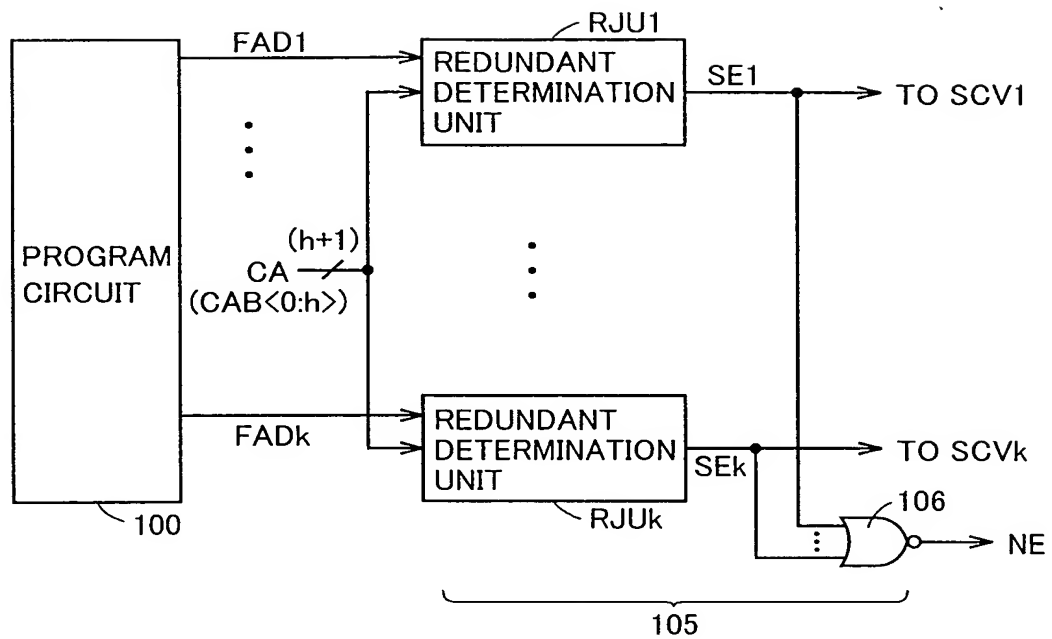 RJU1
FAD1
REDUNDANT
DETERMINATION
UNIT
SE1
TO SCV1
(h+1)
PROGRAM
CIRCUIT
CA
(CAB<0:h>)
REDUNDANT
DETERMINATION
UNIT
FADk
SEk
TO SCVk
100
RJUk
106
NE
105